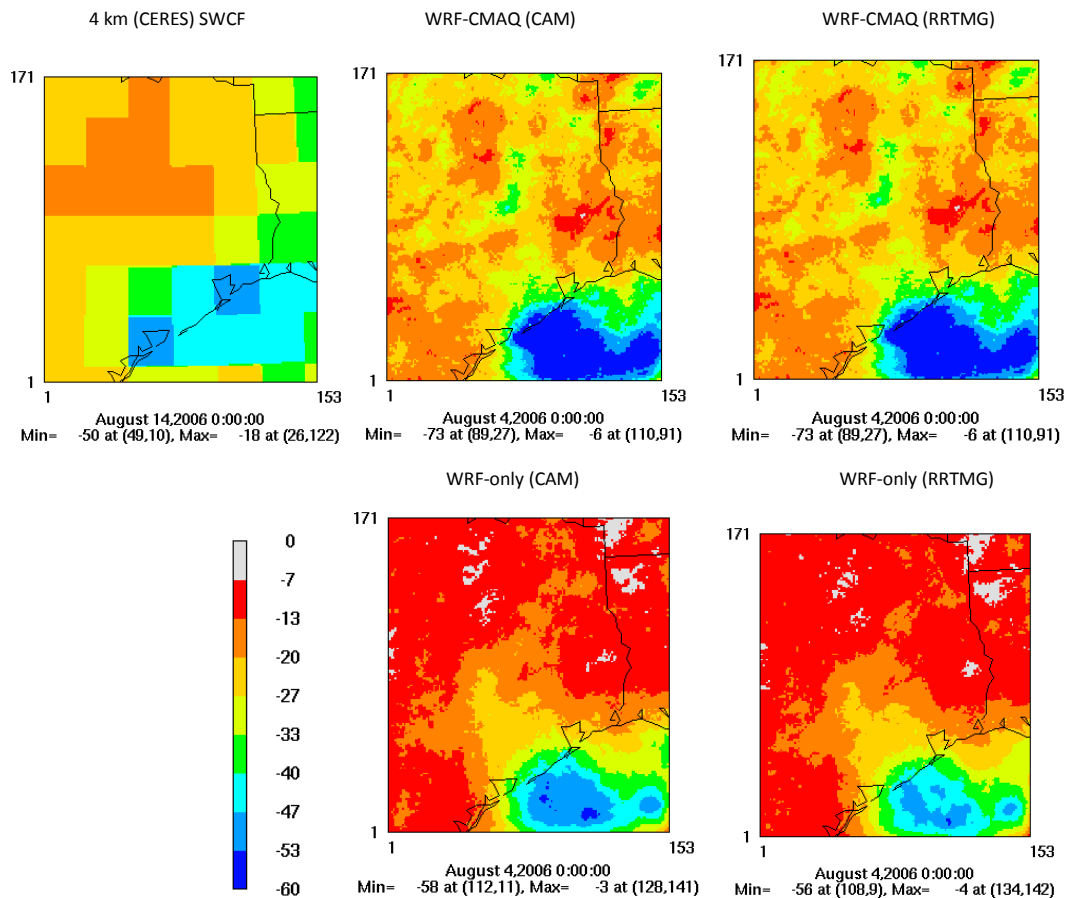 4 km (CERES) SWCF
WRF-CMAQ (CAM)
WRF-CMAQ (RRTMG)
171
1
1
153
August 14,2006 0:00:00
Min= -50 at (49,10), Max= -18 at (26,122)
171
1
1
153
August 4,2006 0:00:00
Min= -73 at (89,27), Max= -6 at (110,91)
171
1
1
153
August 4,2006 0:00:00
Min= -73 at (89,27), Max= -6 at (110,91)
WRF-only (CAM)
WRF-only (RRTMG)
0
-7
-13
-20
-27
-33
-40
-47
-53
-60
171
1
1
153
August 4,2006 0:00:00
Min= -58 at (112,11), Max= -3 at (128,141)
171
1
1
153
August 4,2006 0:00:00
Min= -56 at (108,9), Max= -4 at (134,142)